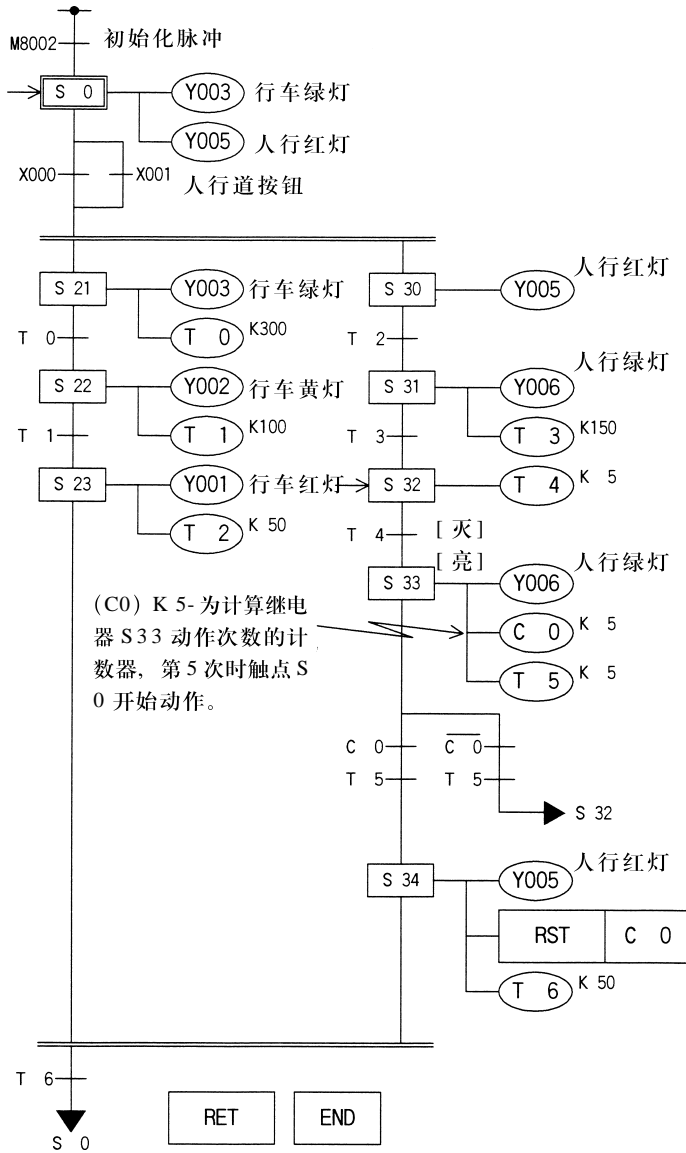 M8002 初始化脉冲
S 0 Y003 行车绿灯
Y005 人行红灯
X000 X001 人行道按钮
人行红灯
S 21 Y003 行车绿灯 S 30 Y005
T 0 T 0 K300 T 2
人行绿灯
S 22 Y002 行车黄灯 S 31 Y006
T 1 T 1 K100 T 3 T 3 K150
S 23 Y001 行车红灯 S 32 T 4 K 5
T 2 K 50 T 4 [灭]
[亮] 人行绿灯
S 33 Y006
(C0) K 5-为计算继电
器 S33 动作次数的计
数器, 第 5 次时触点 S
0 开始动作。
C 0 K 5
T 5 K 5
C 0 C̅ 0̅
T 5 T 5
S 32
人行红灯
S 34 Y005
RST C 0
T 6 K 50
T 6
RET END
S 0